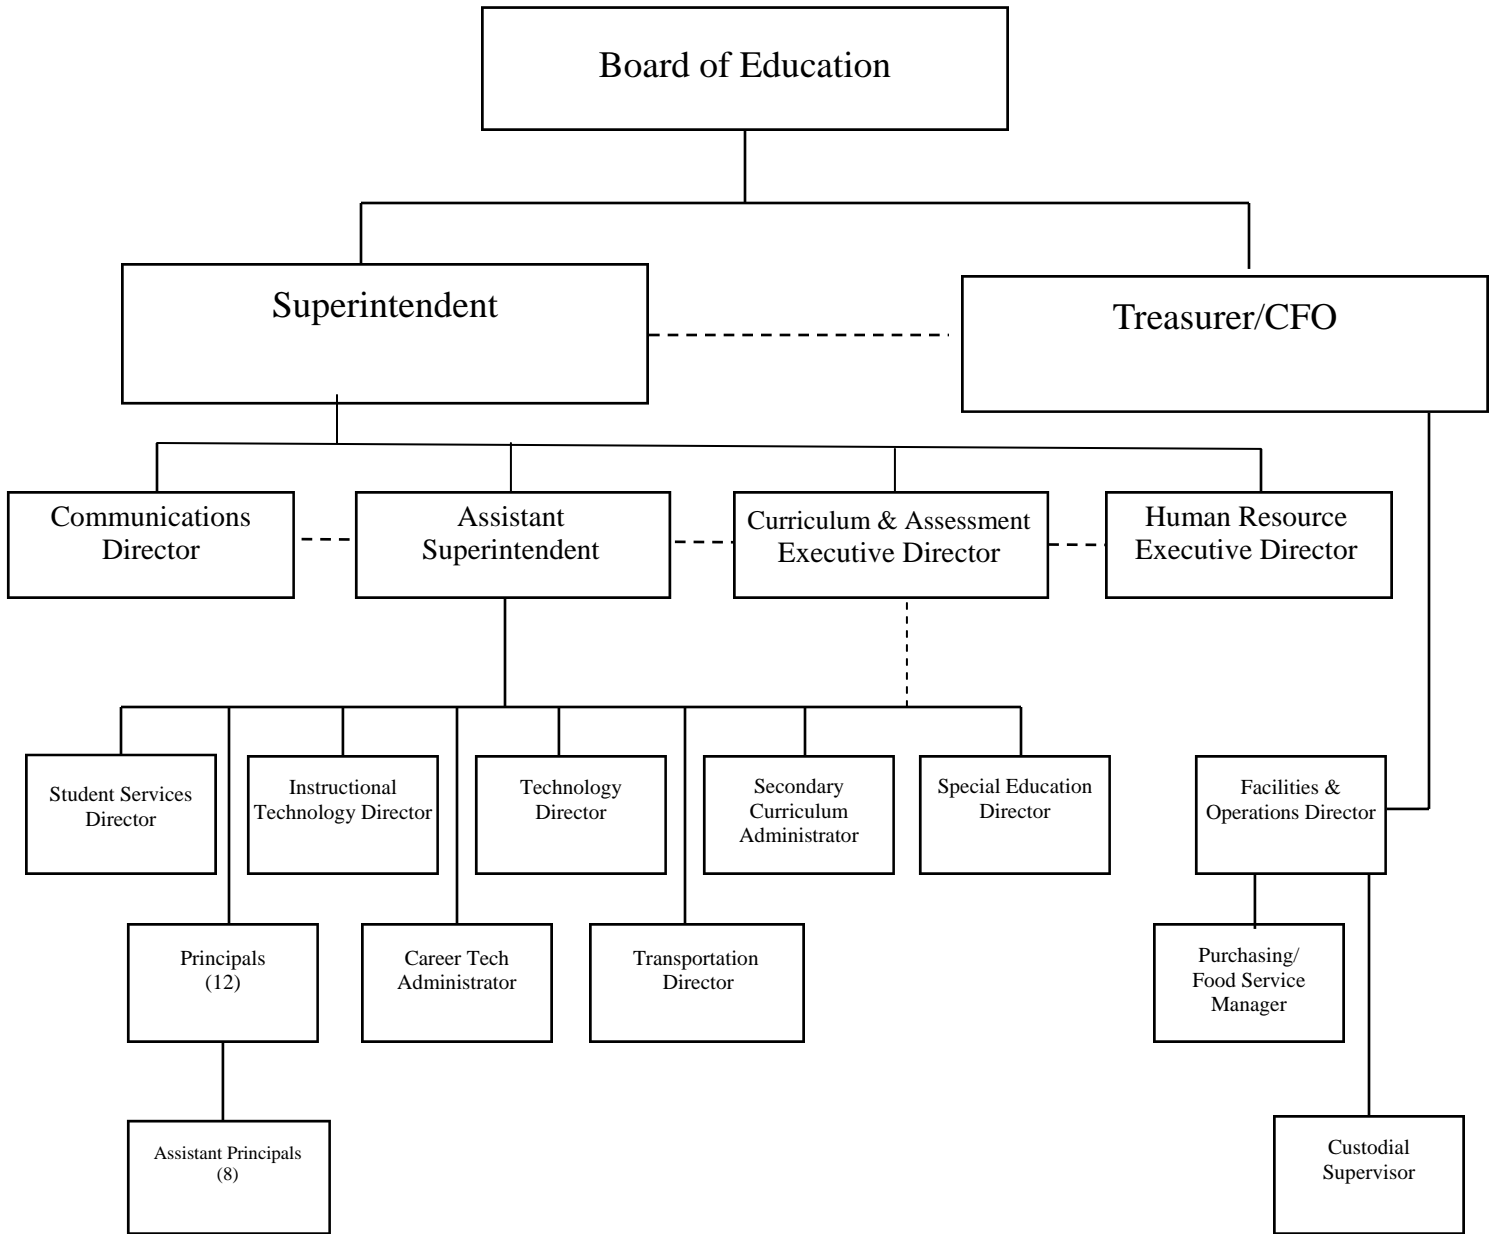 Board of Education
Superintendent
Treasurer/CFO
Communications
Director
Assistant
Superintendent
Curriculum & Assessment
Executive Director
Human Resource
Executive Director
Student Services
Director
Instructional
Technology Director
Technology
Director
Secondary
Curriculum
Administrator
Special Education
Director
Facilities &
Operations Director
Principals
(12)
Career Tech
Administrator
Transportation
Director
Purchasing/
Food Service
Manager
Assistant Principals
(8)
Custodial
Supervisor